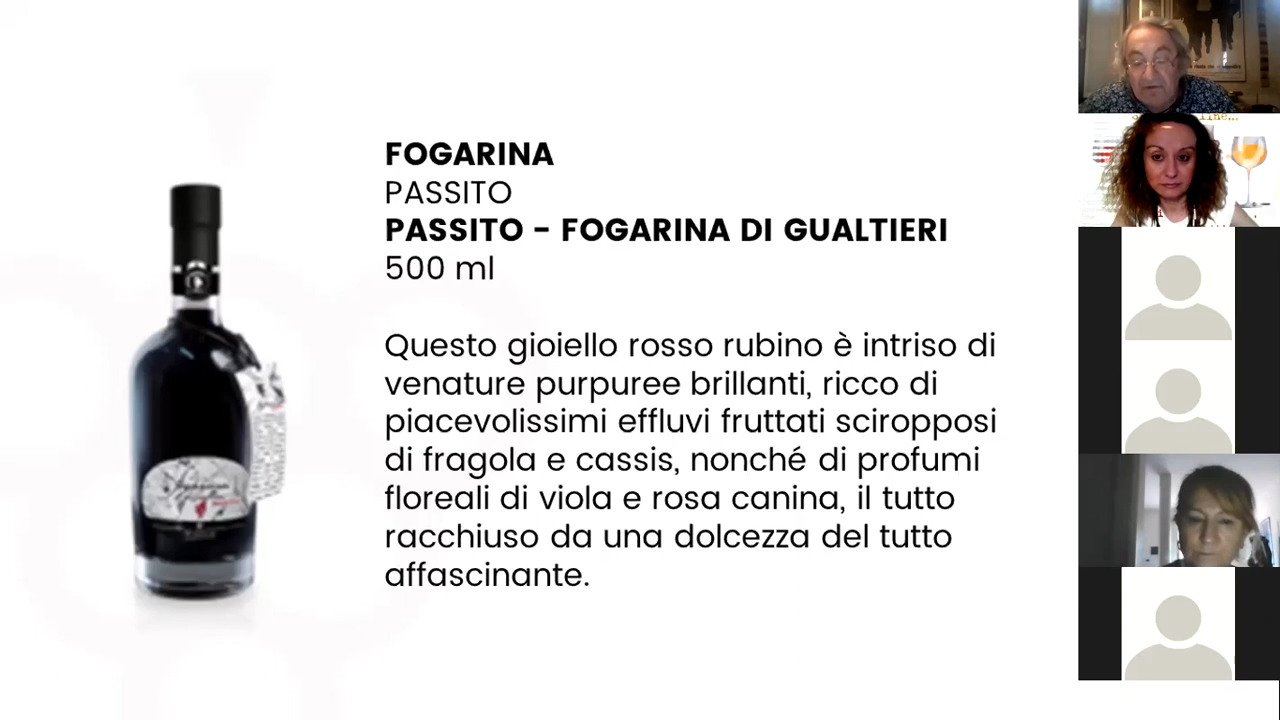 FOGARINA
PASSITO
PASSITO - FOGARINA DI GUALTIERI
500 ml
Questo gioiello rosso rubino è intriso di
venature purpuree brillanti, ricco di
piacevolissimi effluvi fruttati sciropposi
di fragola e cassis, nonché di profumi
floreali di viola e rosa canina, il tutto
racchiuso da una dolcezza del tutto
affascinante.